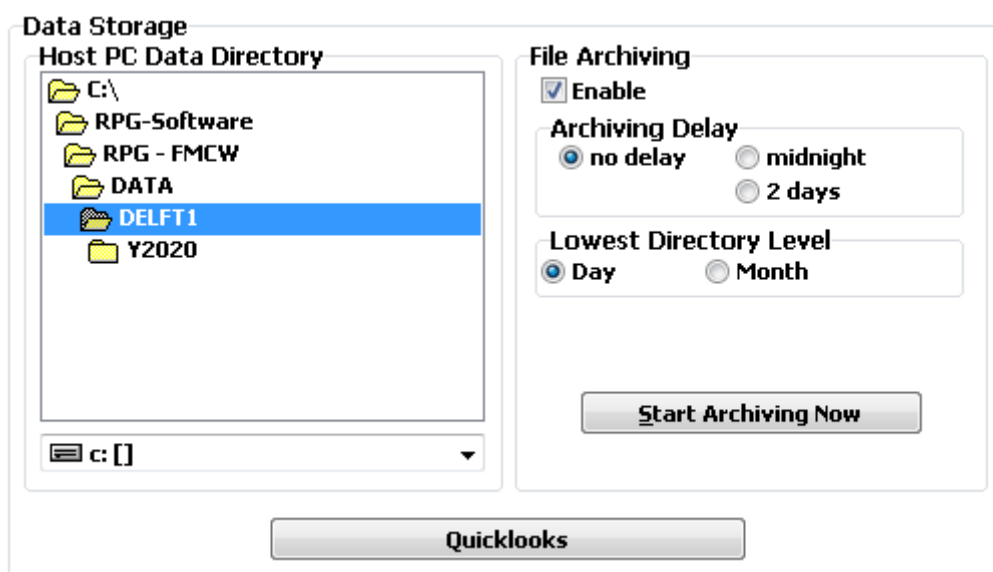 Data Storage
Host PC Data Directory
C:\
RPG-Software
RPG - FMCW
DATA
DELFT1
Y2020
c: []
File Archiving
Enable
Archiving Delay
no delay
midnight
2 days
Lowest Directory Level
Day
Month
Start Archiving Now
Quicklooks